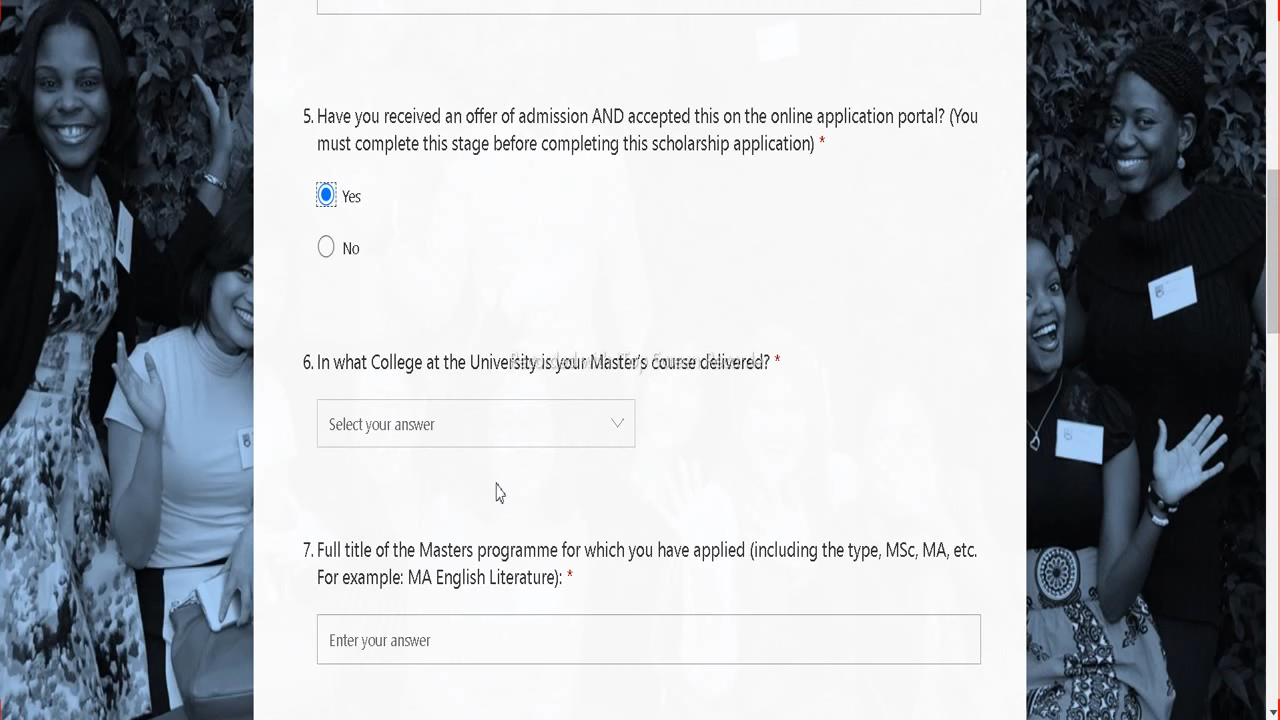 5. Have you received an offer of admission AND accepted this on the online application portal? (You
must complete this stage before completing this scholarship application) *
Yes
No
6. In what College at the University is your Master's course delivered? *
Select your answer
7. Full title of the Masters programme for which you have applied (including the type, MSc, MA, etc.
For example: MA English Literature): *
Enter your answer